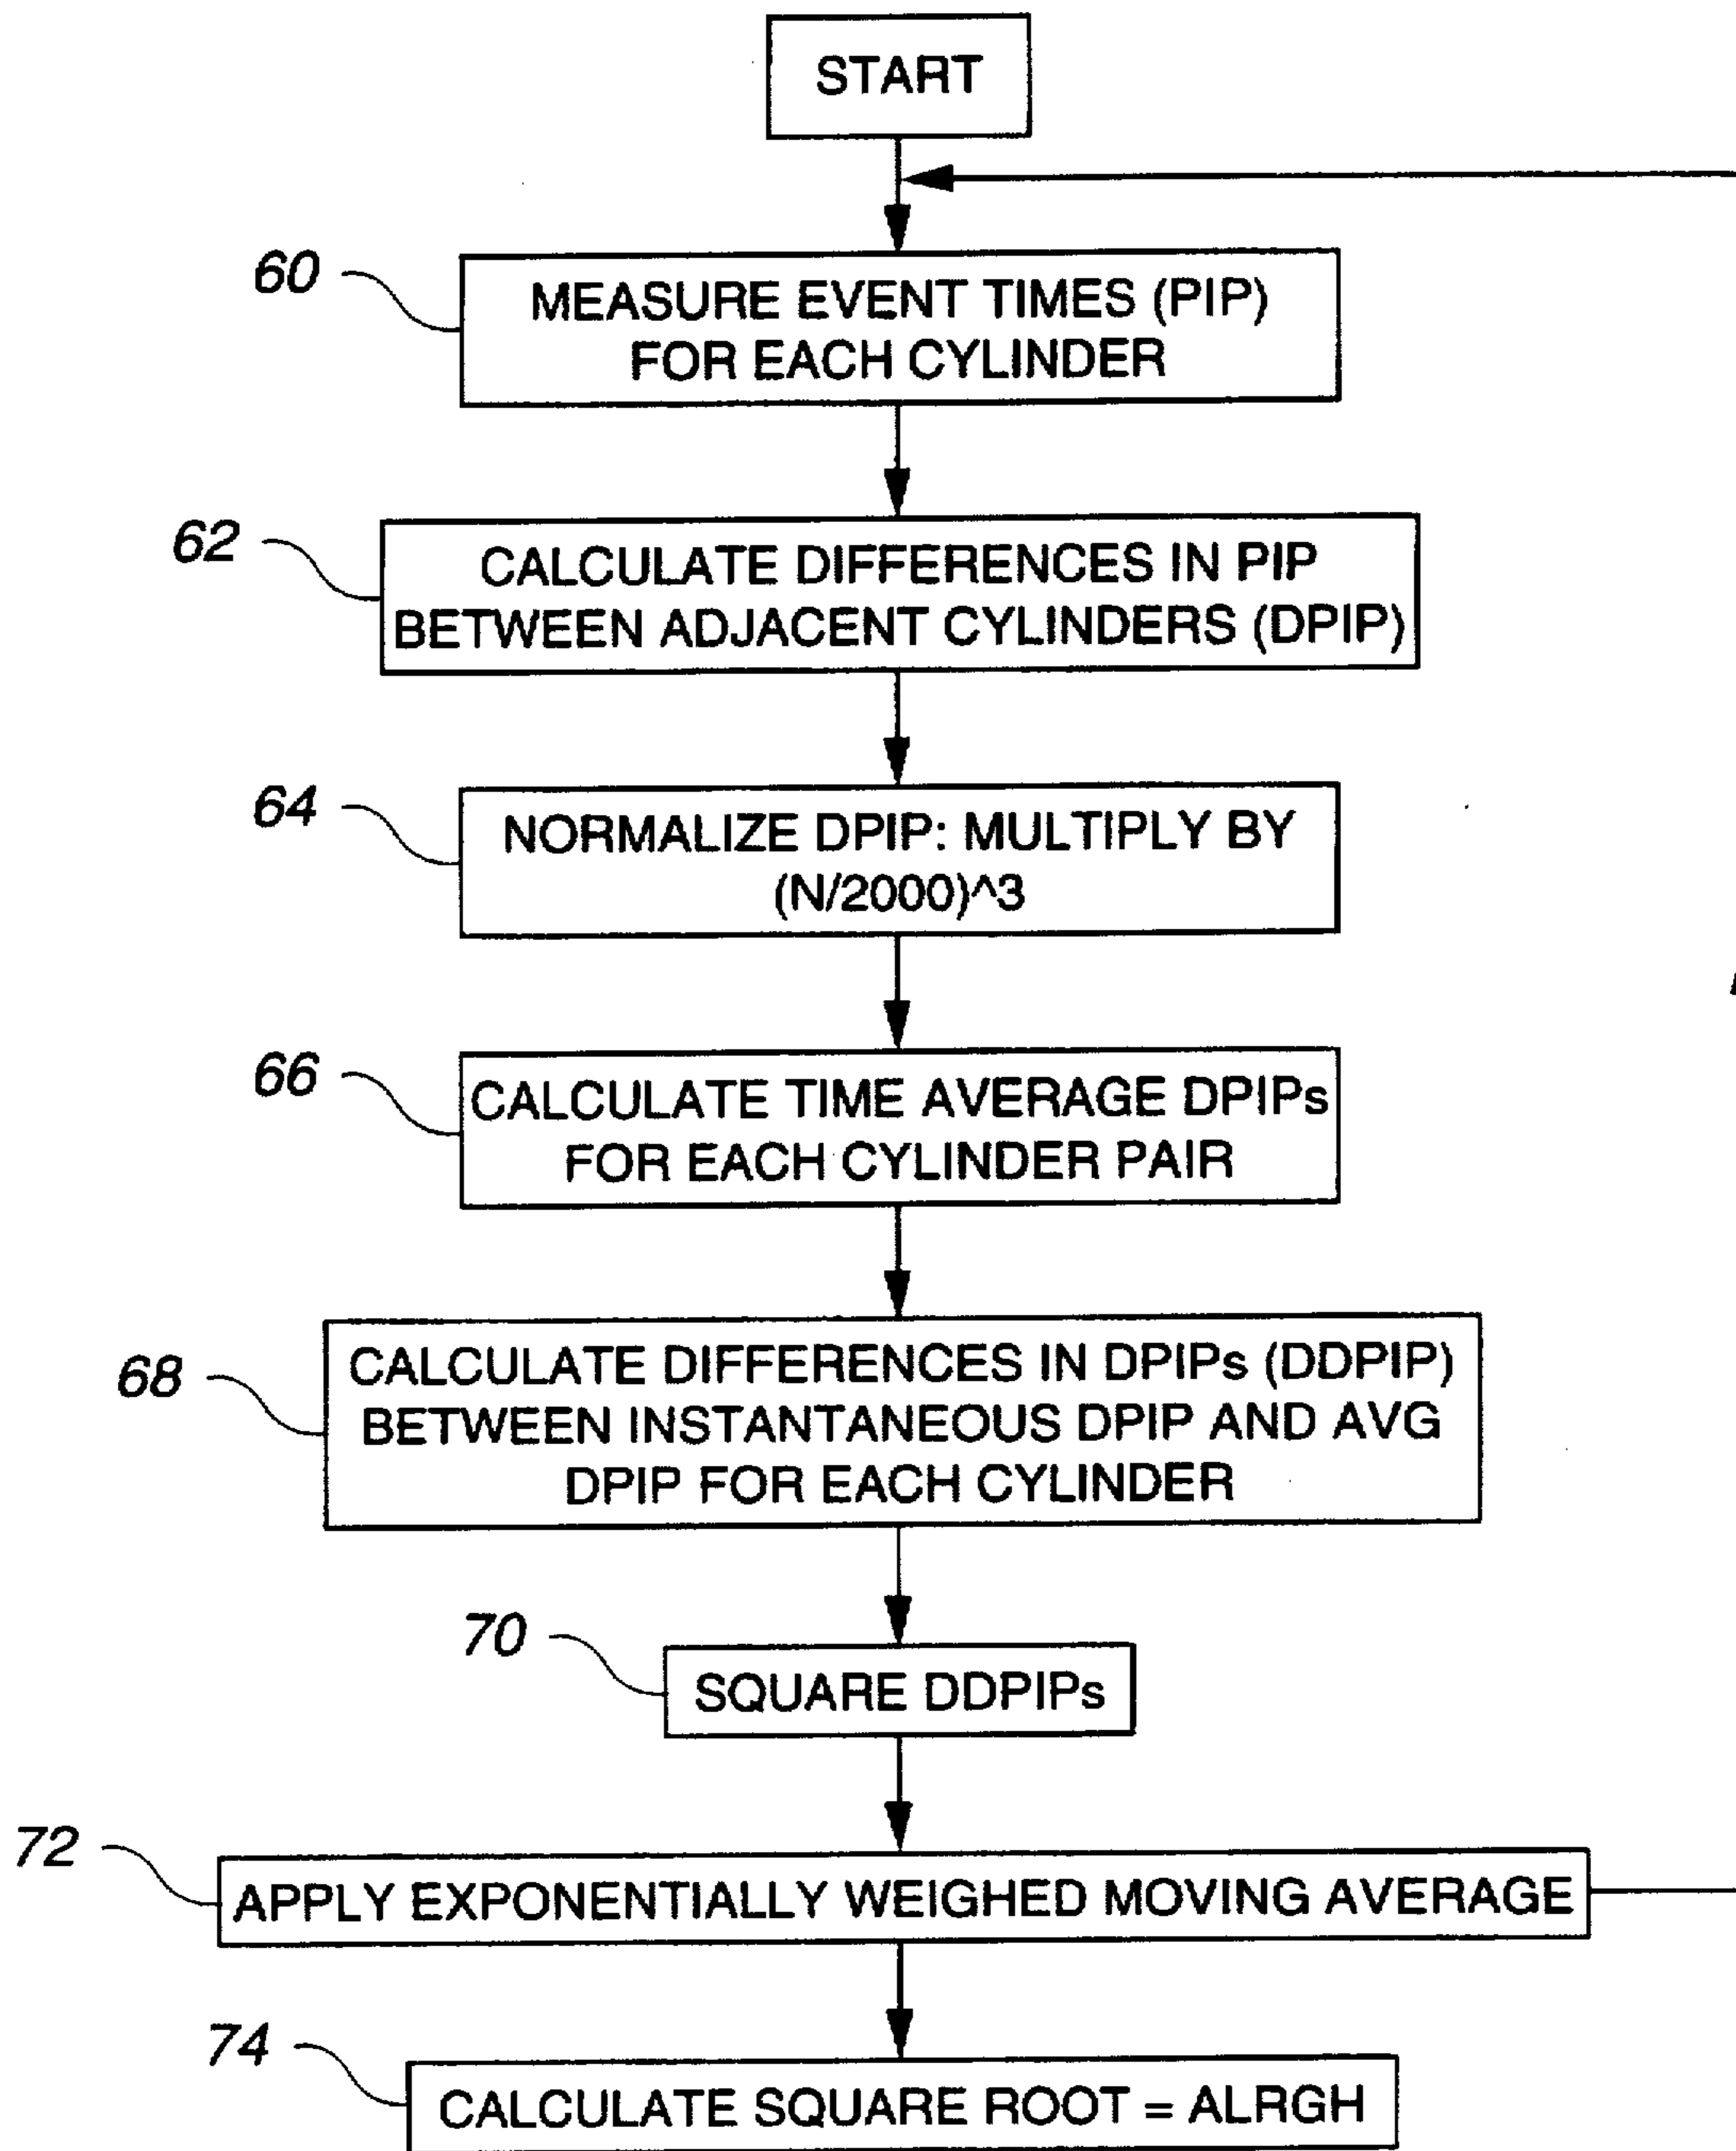 START
60
MEASURE EVENT TIMES (PIP)
FOR EACH CYLINDER
62
CALCULATE DIFFERENCES IN PIP
BETWEEN ADJACENT CYLINDERS (DPIP)
64
NORMALIZE DPIP: MULTIPLY BY
(N/2000)^3
66
CALCULATE TIME AVERAGE DPIPs
FOR EACH CYLINDER PAIR
68
CALCULATE DIFFERENCES IN DPIPs (DDPIP)
BETWEEN INSTANTANEOUS DPIP AND AVG
DPIP FOR EACH CYLINDER
70
SQUARE DDPIPs
72
APPLY EXPONENTIALLY WEIGHED MOVING AVERAGE
74
CALCULATE SQUARE ROOT = ALRGH